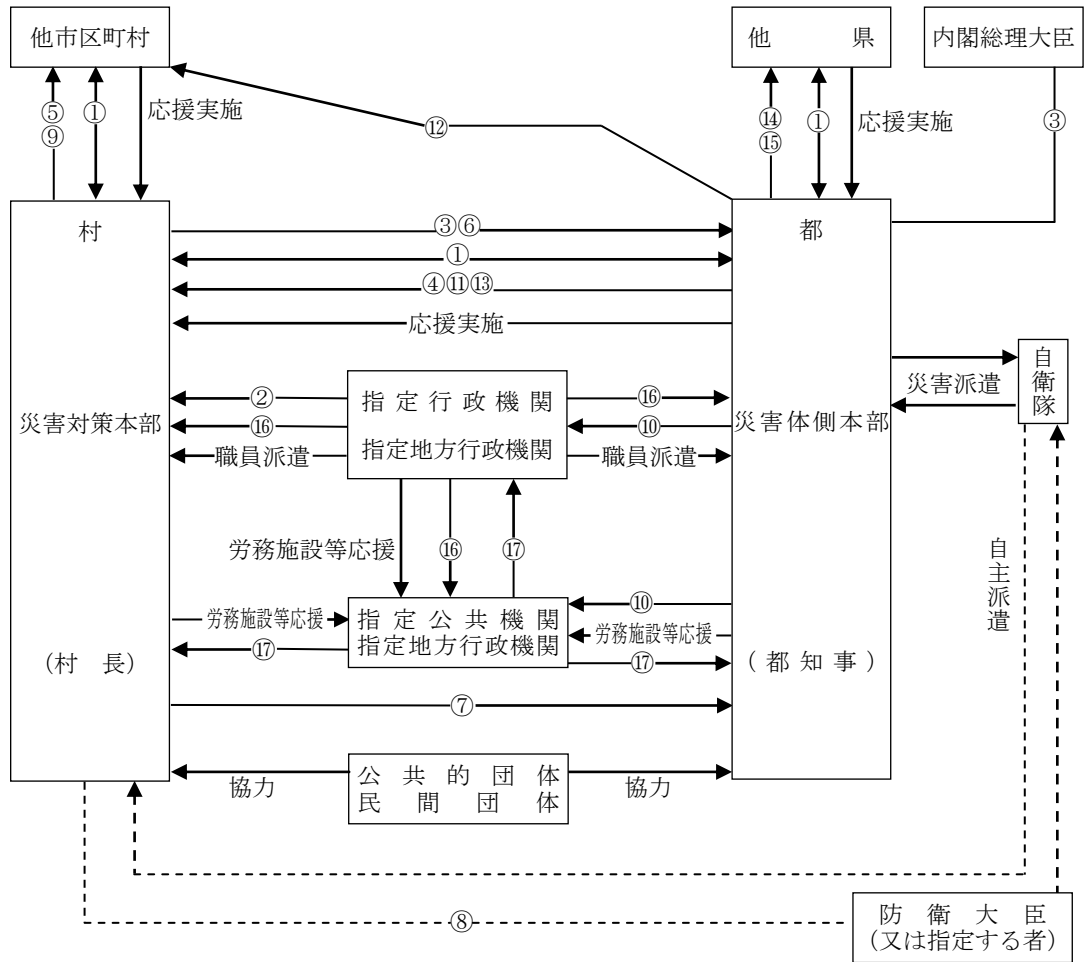 他市区町村
他　　県
内閣総理大臣
⑤
⑨
①
応援実施
⑫
⑭
⑮
①
応援実施
③
村
災害対策本部
(村　長)
都
災害体側本部
(都知事)
③⑥
①
④⑪⑬
応援実施
②
⑯
職員派遣
指定行政機関
指定地方行政機関
⑯
⑩
職員派遣
災害派遣
自衛隊
労務施設等応援
⑯
⑰
自主派遣
労務施設等応援
⑰
指定公共機関
指定地方行政機関
⑩
労務施設等応援
⑰
⑦
協力
公共的団体
民間団体
協力
⑧
防衛大臣
(又は指定する者)